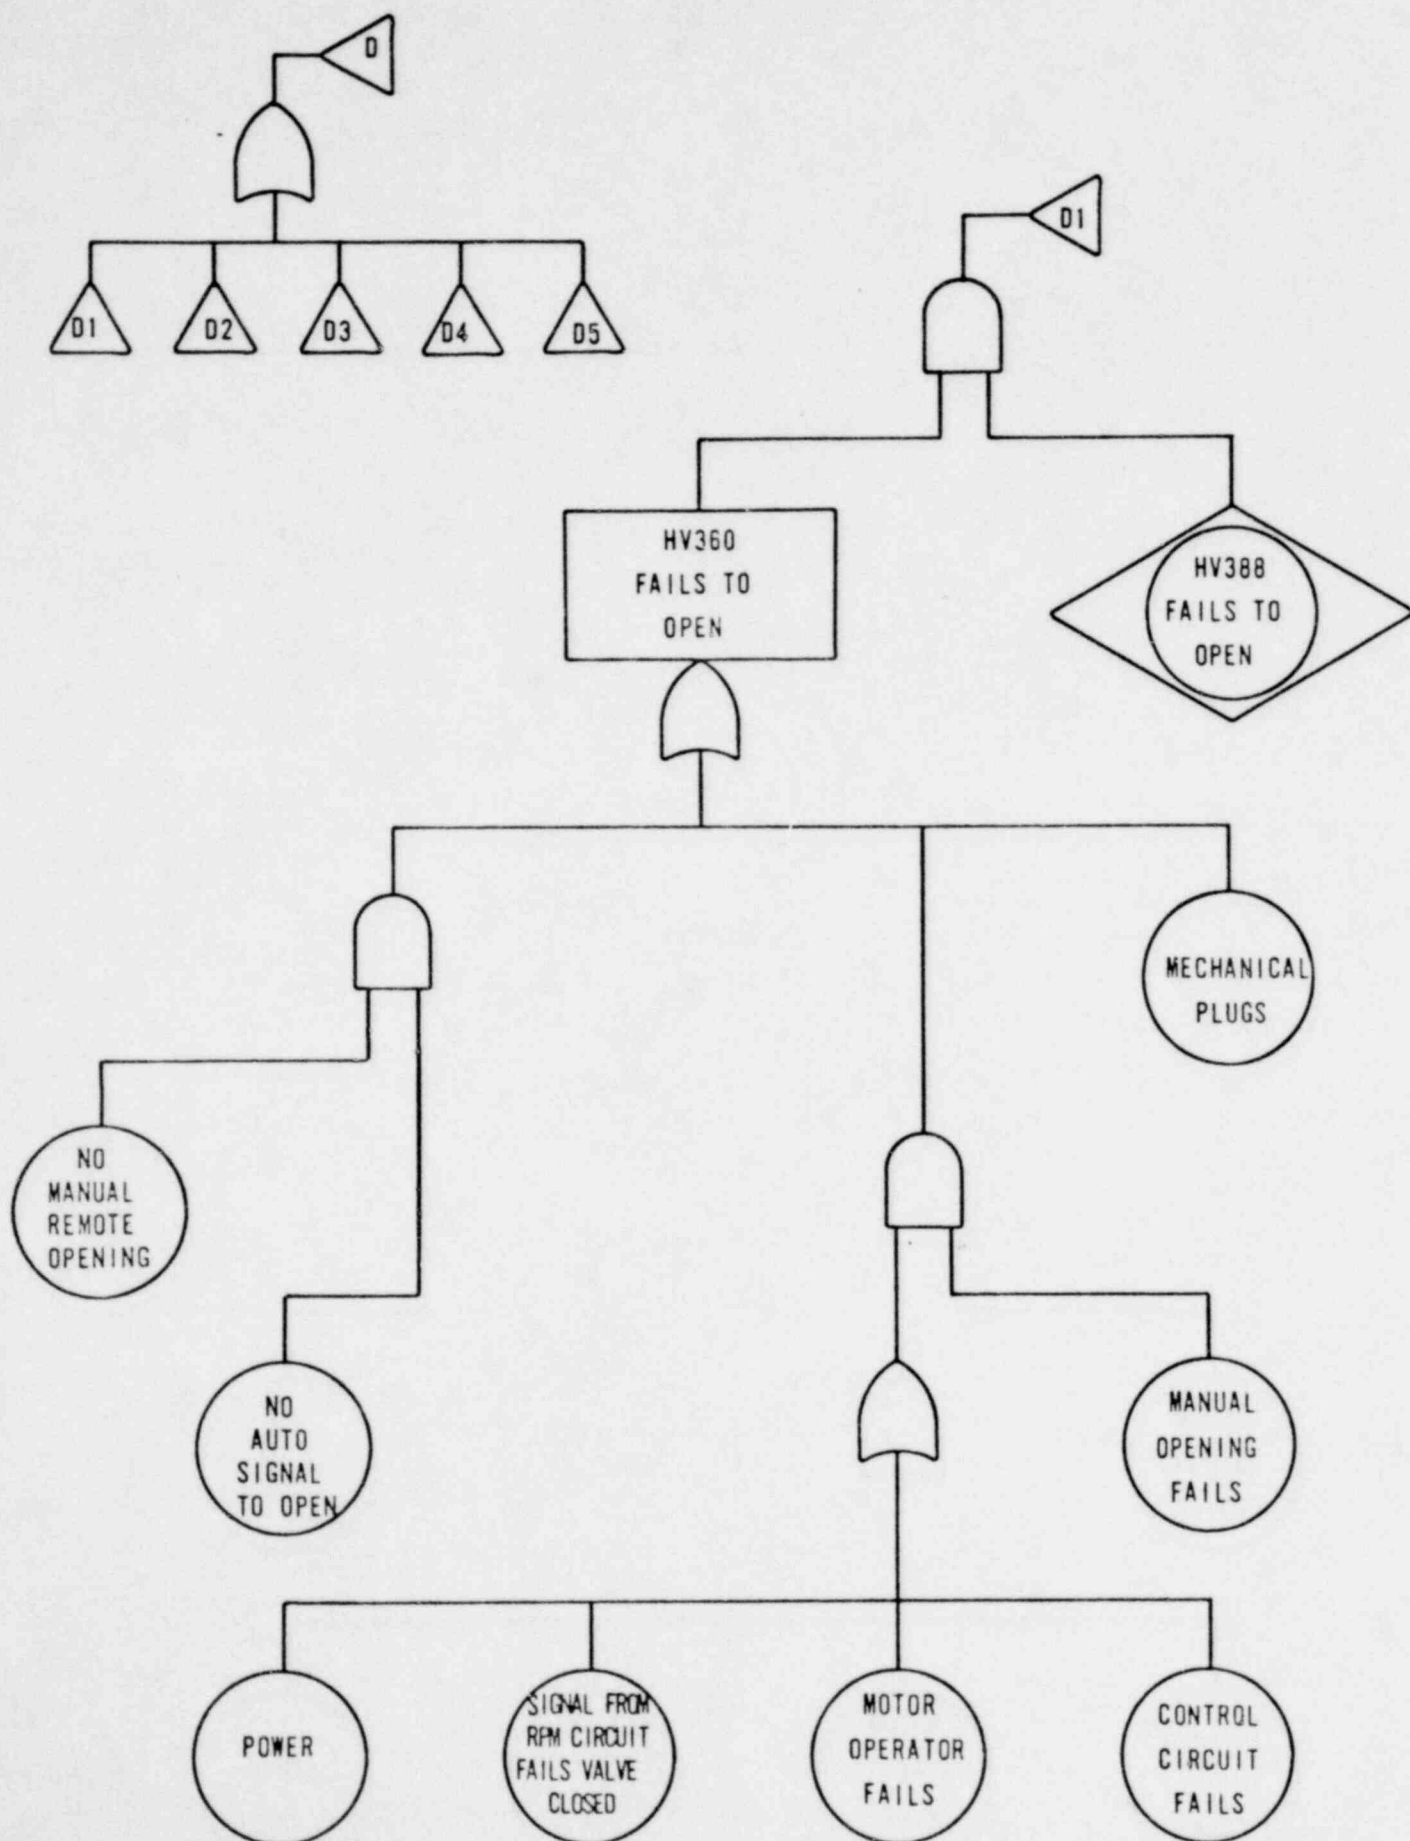 D
D1
D2
D3
D4
D5
D1
HV360
FAILS TO
OPEN
HV388
FAILS TO
OPEN
MECHANICAL
PLUGS
NO
MANUAL
REMOTE
OPENING
NO
AUTO
SIGNAL
TO OPEN
MANUAL
OPENING
FAILS
POWER
SIGNAL FROM
RPM CIRCUIT
FAILS VALVE
CLOSED
MOTOR
OPERATOR
FAILS
CONTROL
CIRCUIT
FAILS